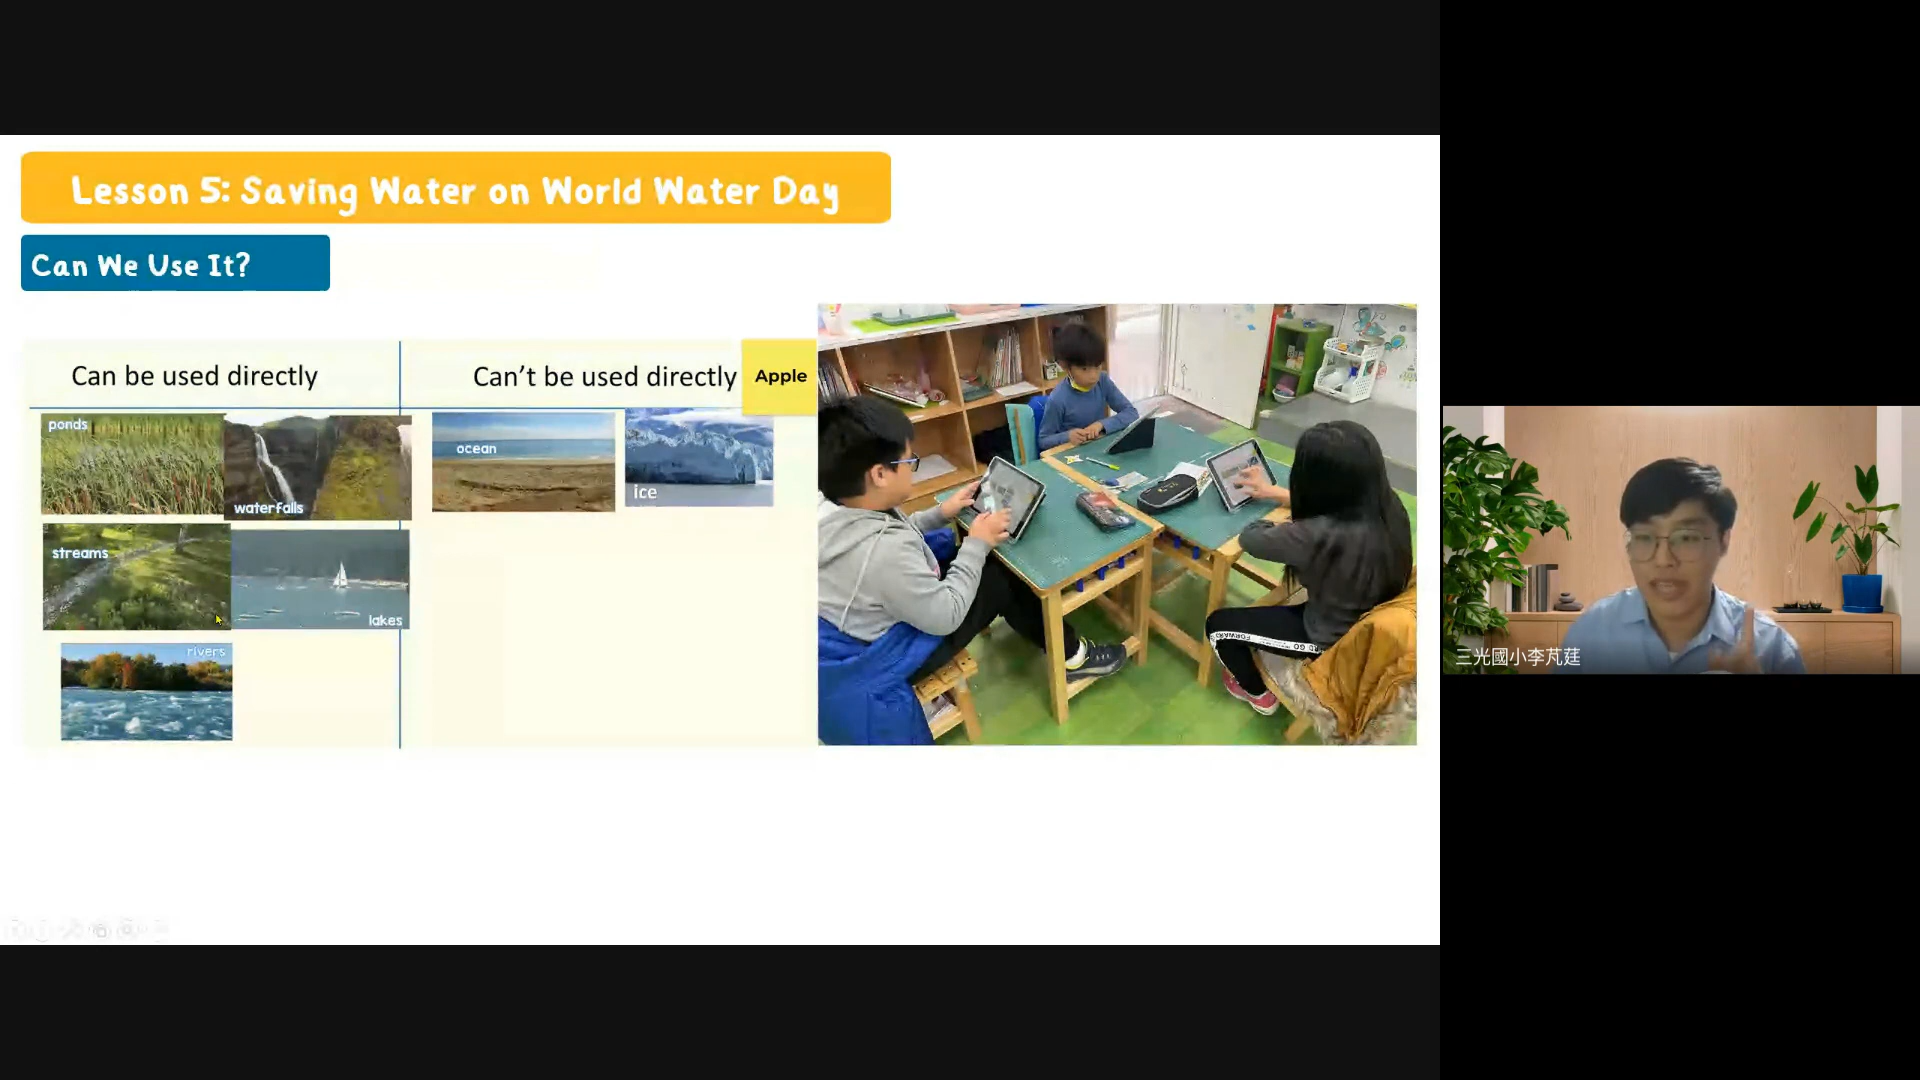 Lesson 5: Saving Water on World Water Day
Can We Use It?
Can be used directly
Can't be used directly
Apple
ponds
waterfalls
ocean
ice
streams
lakes
rivers
三光國小李芃莛